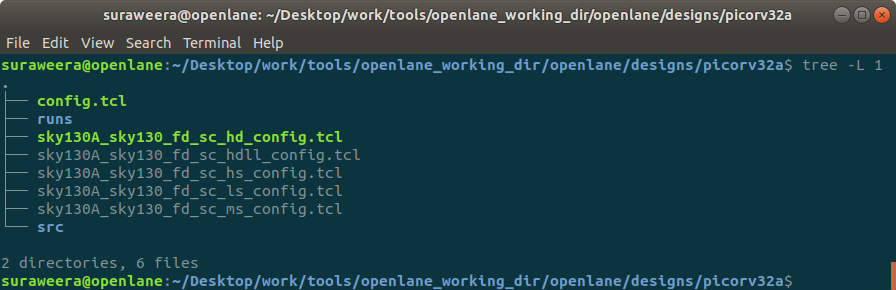 suraweera@openlane: ~/Desktop/work/tools/openlane_working_dir/openlane/designs/picorv32a
File Edit View Search Terminal Help
suraweera@openlane:~/Desktop/work/tools/openlane_working_dir/openlane/designs/picorv32a$ tree -L 1
.
├── config.tcl
├── runs
├── sky130A_sky130_fd_sc_hd_config.tcl
├── sky130A_sky130_fd_sc_hdll_config.tcl
├── sky130A_sky130_fd_sc_hs_config.tcl
├── sky130A_sky130_fd_sc_ls_config.tcl
├── sky130A_sky130_fd_sc_ms_config.tcl
└── src
2 directories, 6 files
suraweera@openlane:~/Desktop/work/tools/openlane_working_dir/openlane/designs/picorv32a$